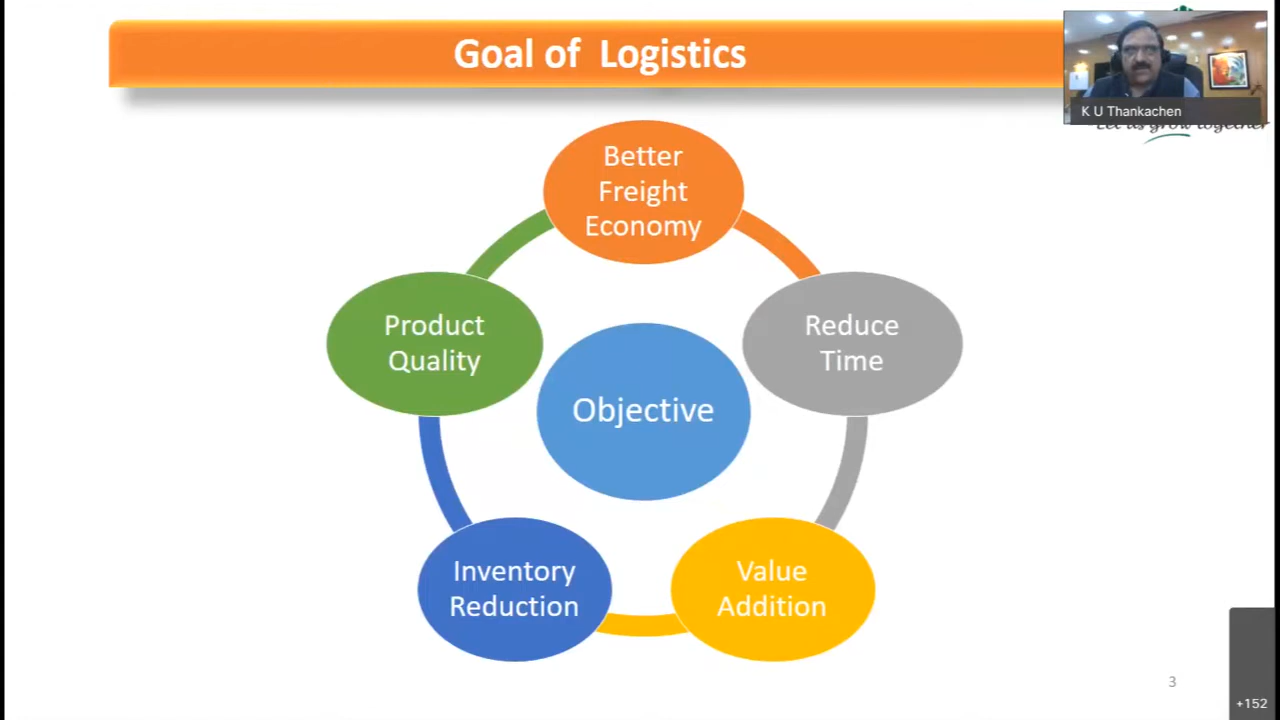 Goal of Logistics
K U Thankachen
Let us grow together
Better
Freight
Economy
Product
Quality
Reduce
Time
Objective
Inventory
Reduction
Value
Addition
3
+152